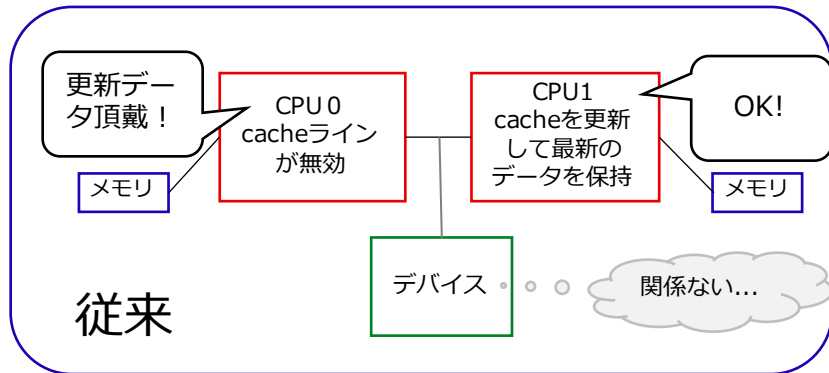 更新デー
タ頂戴！
CPU 0
cacheライン
が無効
CPU1
cacheを更新
して最新の
データを保持
OK!
メモリ
メモリ
デバイス
関係ない...
従来